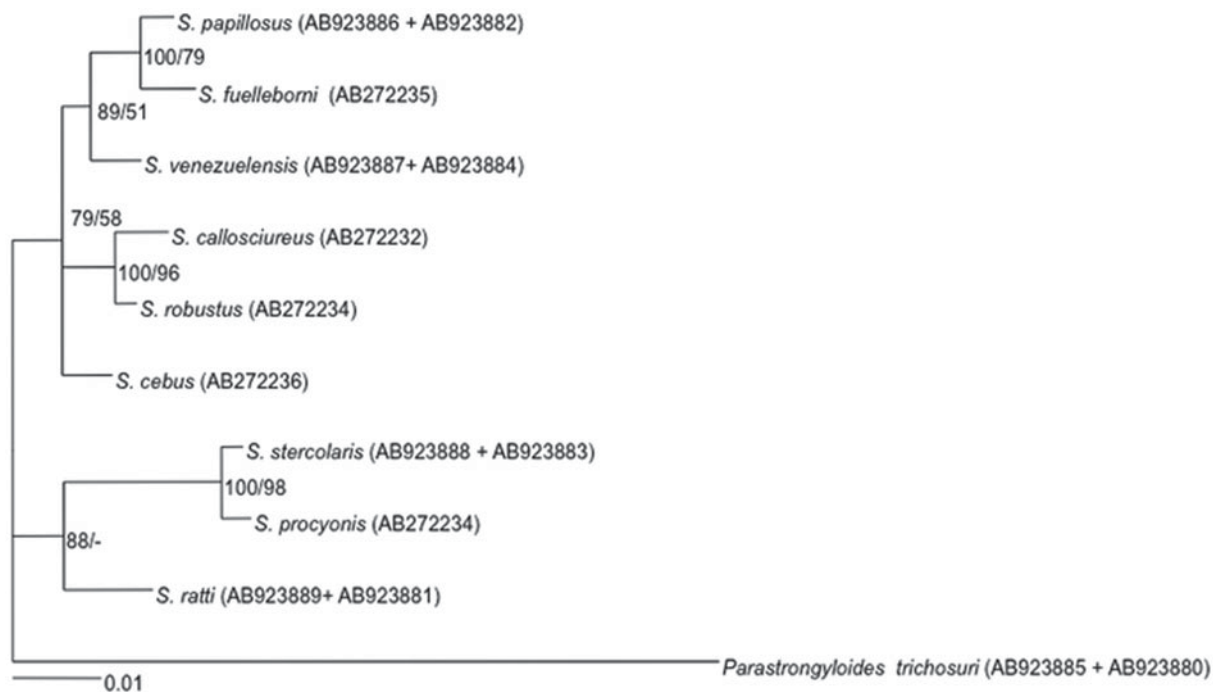 S. papillosus (AB923886 + AB923882)
100/79
S. fuelleborni (AB272235)
89/51
S. venezuelensis (AB923887+ AB923884)
79/58
S. callosciureus (AB272232)
100/96
S. robustus (AB272234)
S. cebus (AB272236)
S. stercolaris (AB923888 + AB923883)
100/98
S. procyonis (AB272234)
88/-
S. ratti (AB923889+ AB923881)
Parastrongyloides trichosuri (AB923885 + AB923880)
0.01